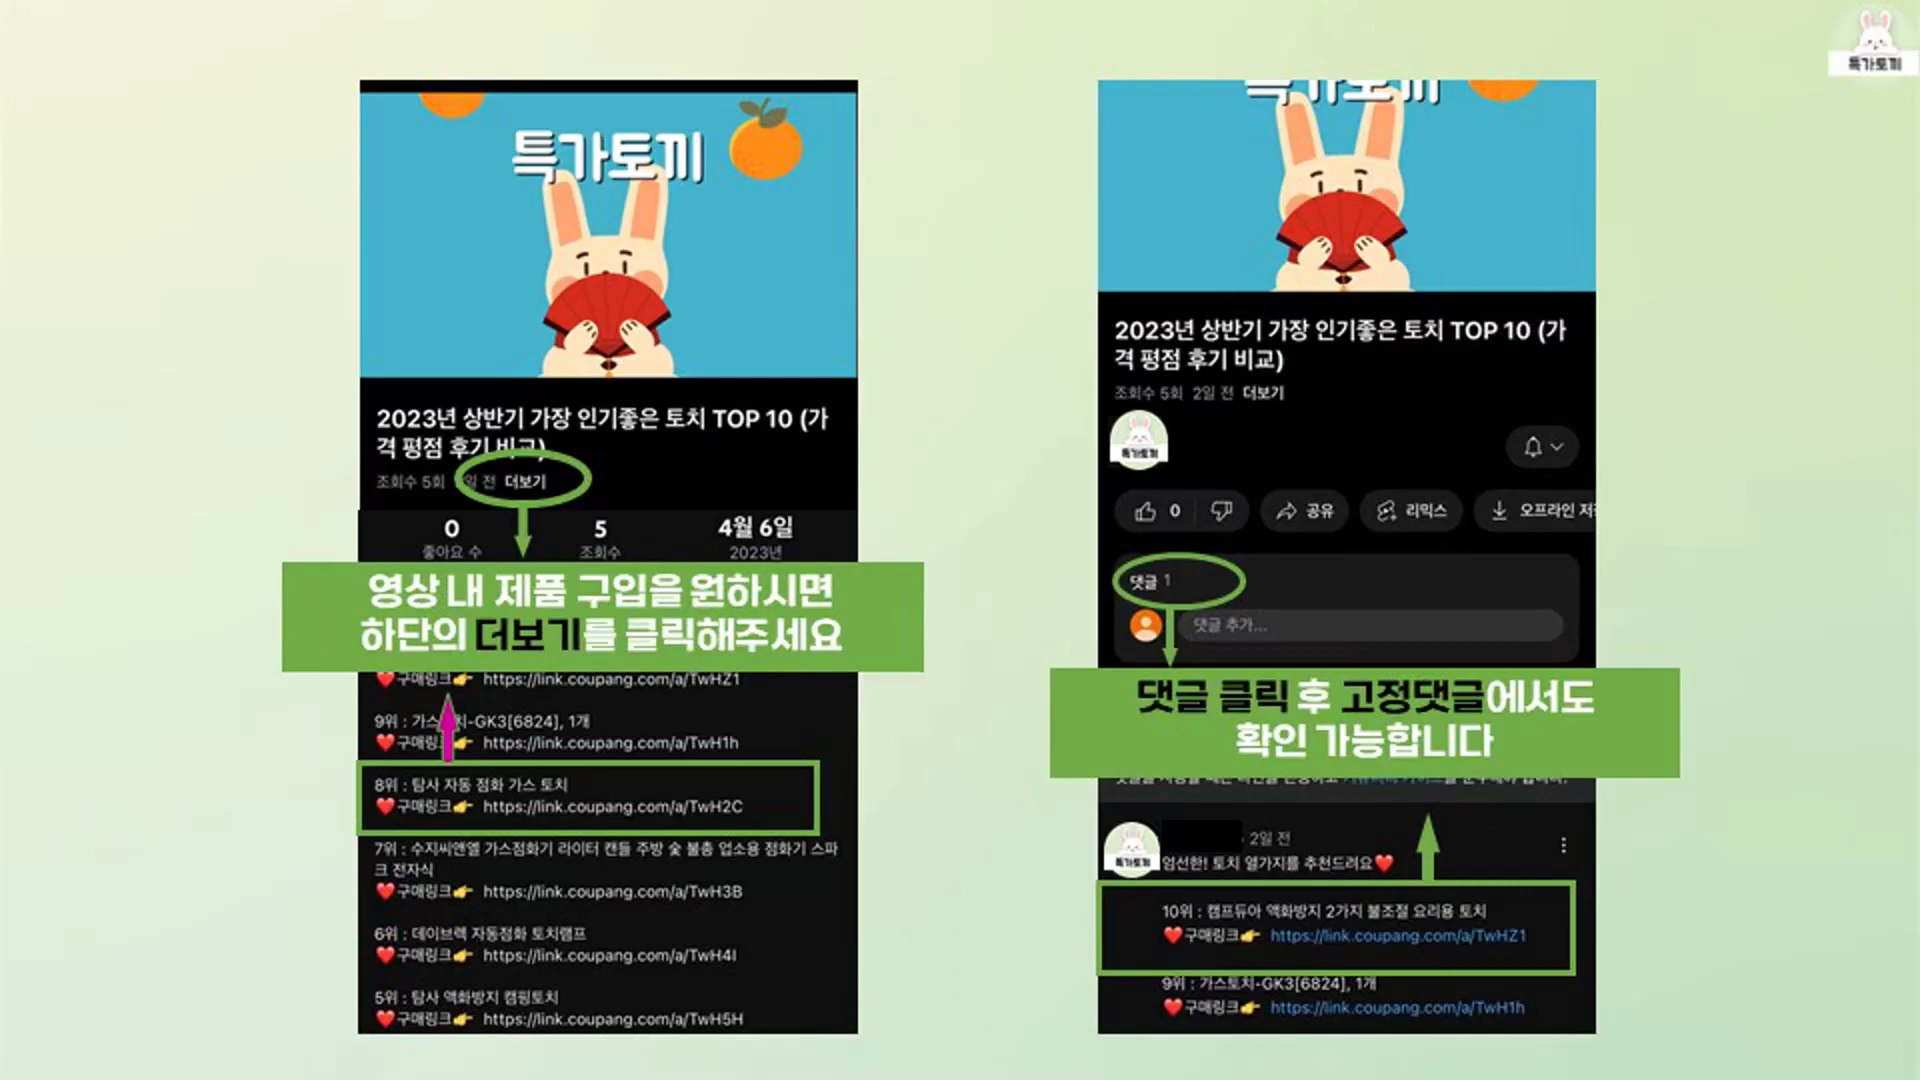 특가토끼
특가토끼
2023년 상반기 가장 인기좋은 토치 TOP 10 (가
격 평점 후기 비교)
조회수 5회 일 전 더보기
0 5 4월 6일
좋아요 수 조회수 2023년
영상 내 제품 구입을 원하시면
하단의 더보기를 클릭해주세요
❤️구매링크👉 https://link.coupang.com/a/TwHZ1
9위 : 가스토치-GK3[6824], 1개
❤️구매링크👉 https://link.coupang.com/a/TwH1h
8위 : 탐사 자동 점화 가스 토치
❤️구매링크👉 https://link.coupang.com/a/TwH2C
7위 : 수지씨앤엘 가스점화기 라이터 캔들 주방 숯 불총 업소용 점화기 스파
크 전자식
❤️구매링크👉 https://link.coupang.com/a/TwH3B
6위 : 데이브렉 자동점화 토치램프
❤️구매링크👉 https://link.coupang.com/a/TwH4I
5위 : 탐사 액화방지 캠핑토치
❤️구매링크👉 https://link.coupang.com/a/TwH5H
특가토끼
2023년 상반기 가장 인기좋은 토치 TOP 10 (가
격 평점 후기 비교)
조회수 5회 2일 전 더보기
특가토끼
0 공유 리믹스 오프라인 저
댓글 1
댓글 추가...
댓글 클릭 후 고정댓글에서도
확인 가능합니다
특가토끼
2일 전
엄선한! 토치 열가지를 추천드려요❤️
10위 : 캠프듀아 액화방지 2가지 불조절 요리용 토치
❤️구매링크👉 https://link.coupang.com/a/TwHZ1
9위 : 가스토치-GK3[6824], 1개
❤️구매링크👉 https://link.coupang.com/a/TwH1h